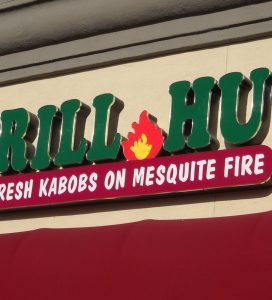 RILL HU
RESH KABOBS ON MESQUITE FIRE